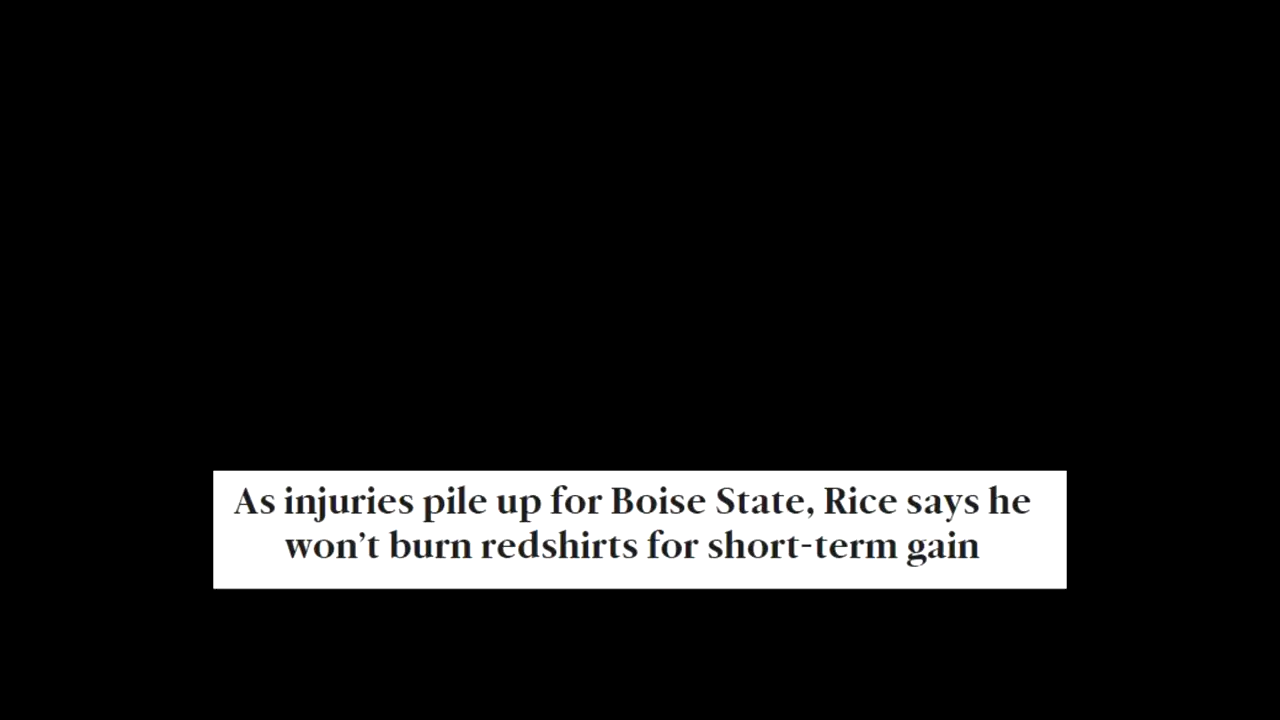 As injuries pile up for Boise State, Rice says he
won’t burn redshirts for short-term gain